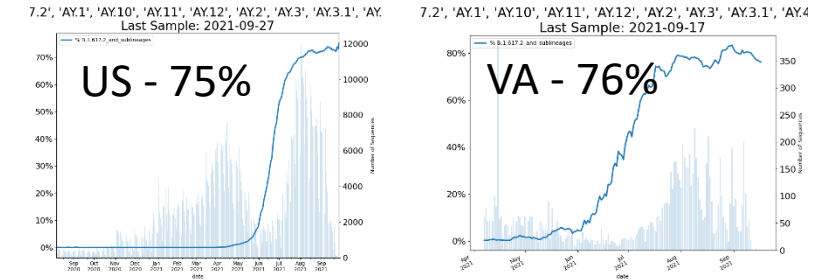 7.2', 'AY.1', 'AY.10', 'AY.11', 'AY.12', 'AY.2', 'AY.3', 'AY.3.1', 'AY.
Last Sample: 2021-09-27
% B.1.617.2_and_sublineages
US - 75%
70%
60%
50%
40%
30%
20%
10%
0%
12000
10000
8000
6000
4000
2000
0
Number of Sequences
Sep Oct Nov Dec Jan Feb Mar Apr May Jun Jul Aug Sep
2020 2020 2020 2020 2021 2021 2021 2021 2021 2021 2021 2021 2021
date
7.2', 'AY.1', 'AY.10', 'AY.11', 'AY.12', 'AY.2', 'AY.3', 'AY.3.1', 'AY.4
Last Sample: 2021-09-17
% B.1.617.2_and_sublineages
VA - 76%
80%
60%
40%
20%
0%
350
300
250
200
150
100
50
0
Number of Sequences
Apr May Jun Jul Aug Sep
2021 2021 2021 2021 2021 2021
date